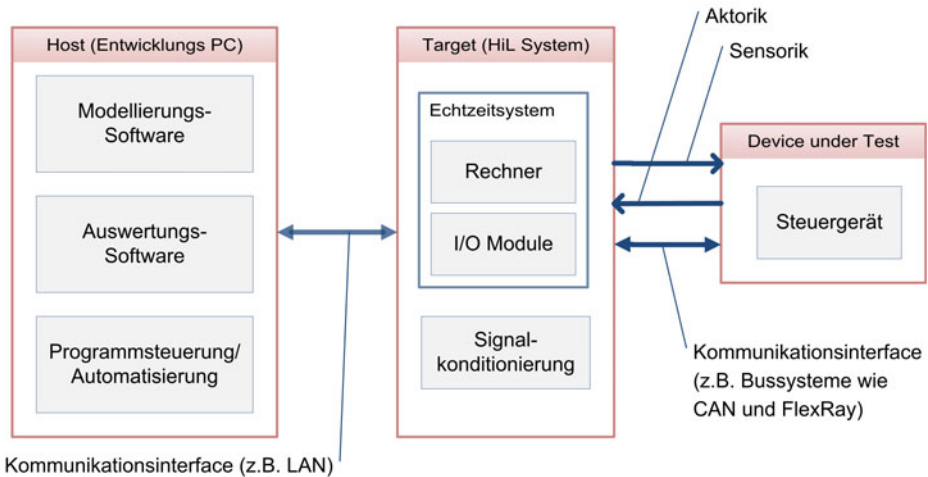 Host (Entwicklungs PC)
Modellierungs-
Software
Auswertungs-
Software
Programmsteuerung/
Automatisierung
Kommunikationsinterface (z.B. LAN)
Target (HiL System)
Echtzeitsystem
Rechner
I/O Module
Signal-
konditionierung
Aktorik
Sensorik
Device under Test
Steuergerät
Kommunikationsinterface
(z.B. Bussysteme wie
CAN und FlexRay)